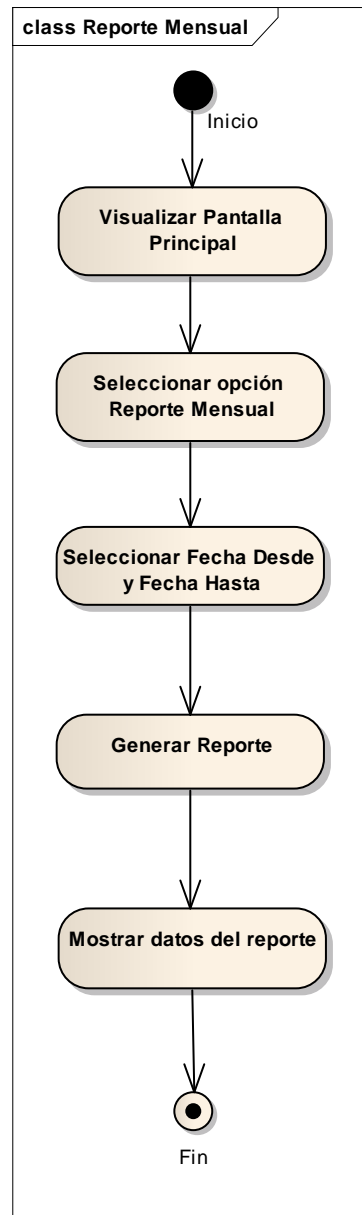 class Reporte Mensual
Inicio
Visualizar Pantalla
Principal
Seleccionar opción
Reporte Mensual
Seleccionar Fecha Desde
y Fecha Hasta
Generar Reporte
Mostrar datos del reporte
Fin